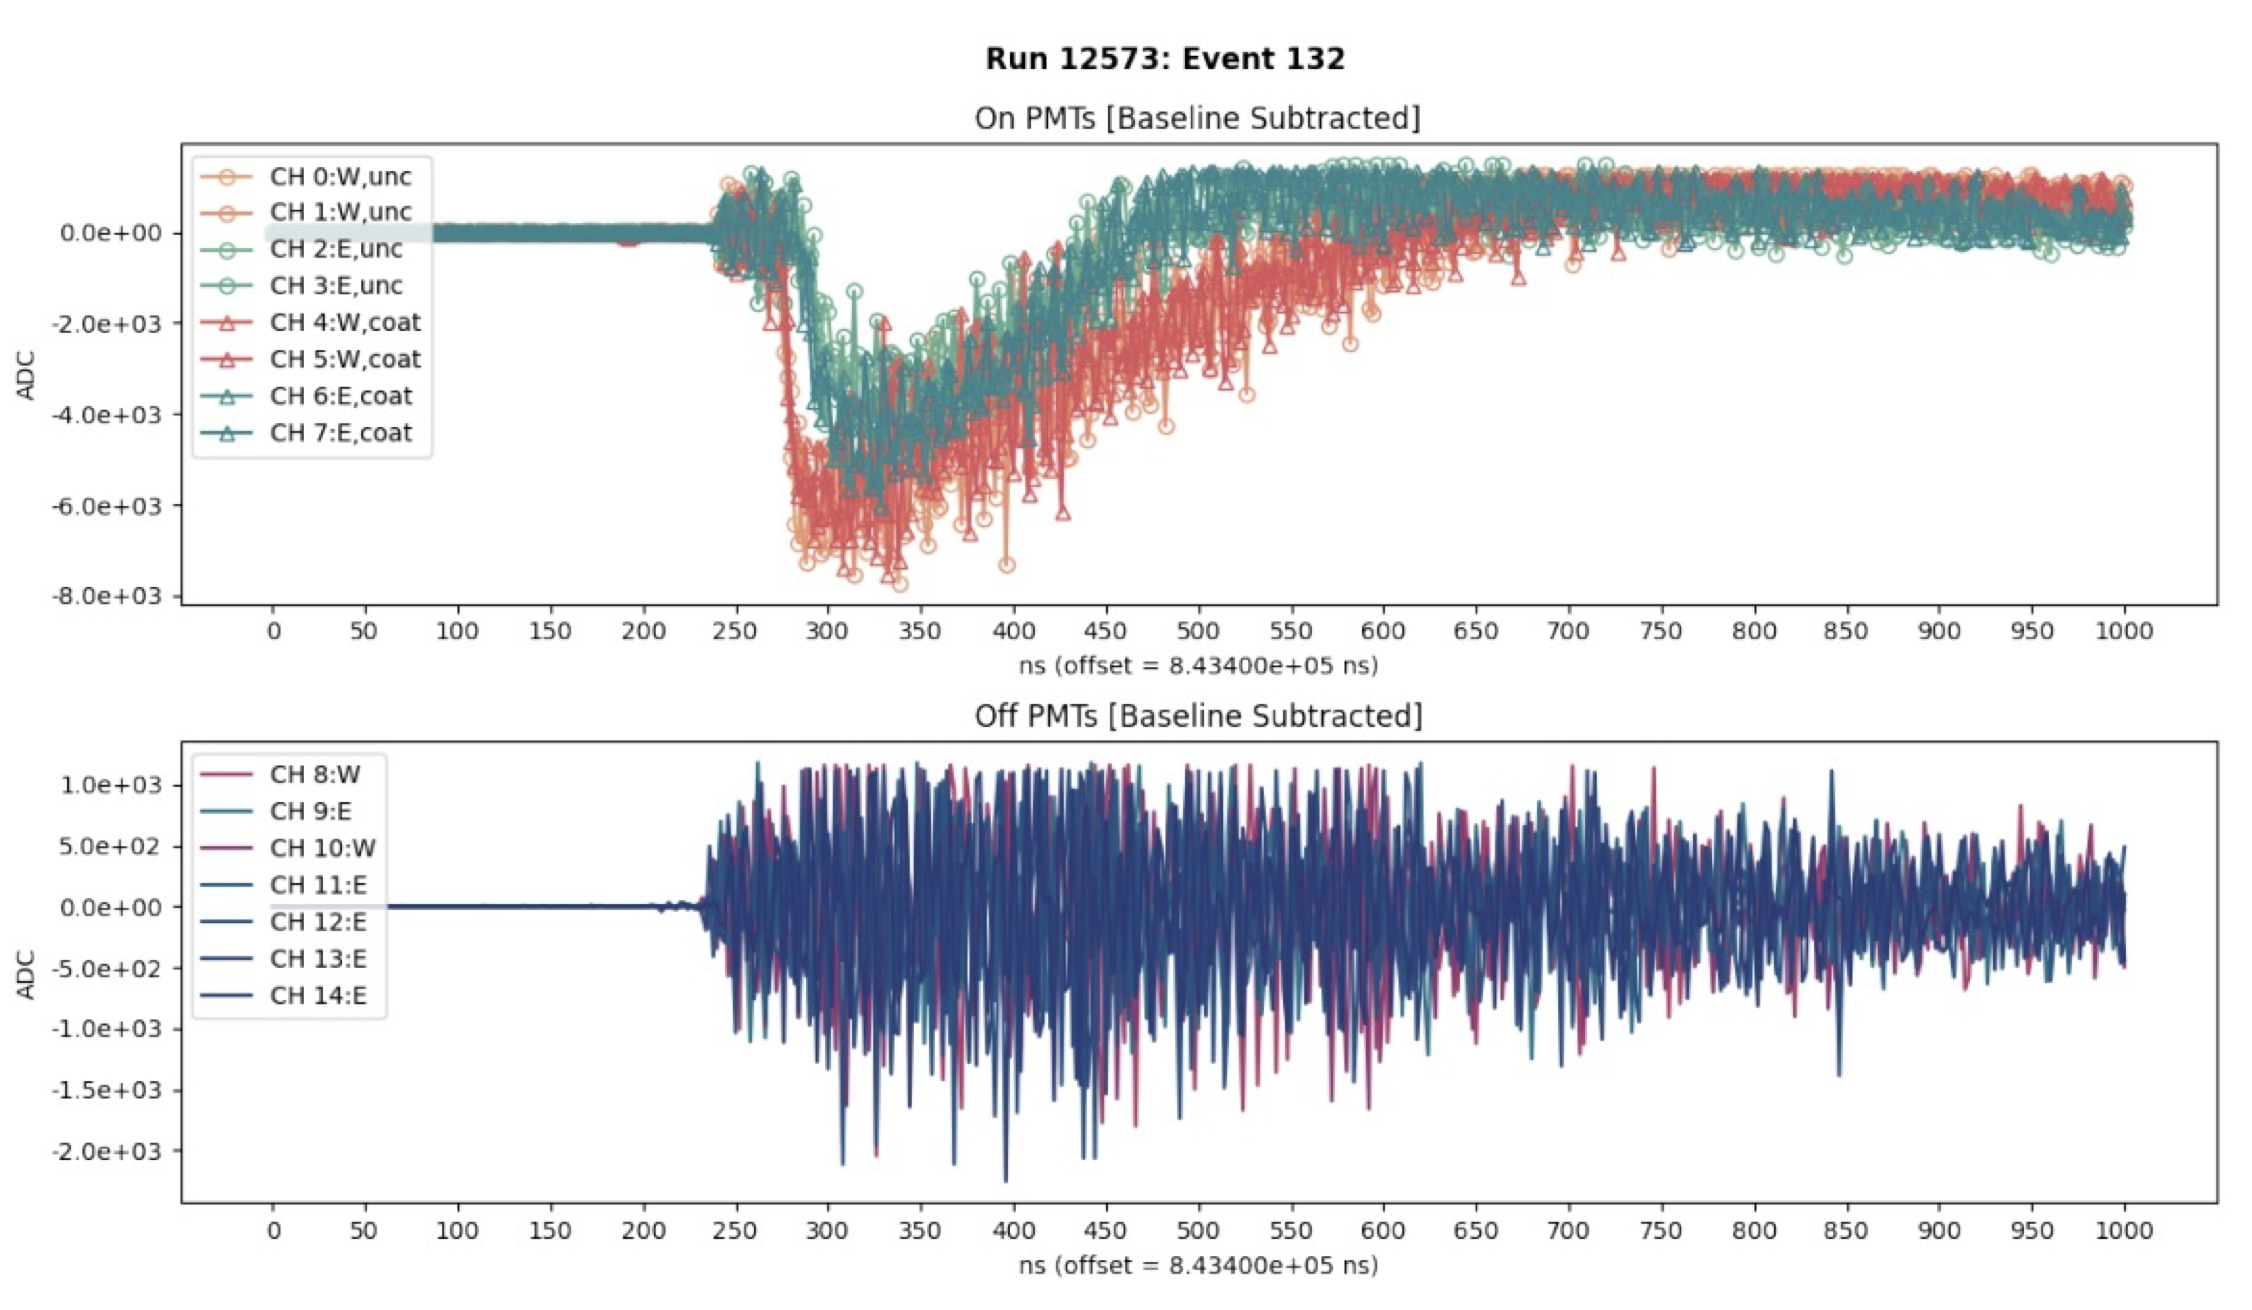 Run 12573: Event 132
On PMTs [Baseline Subtracted]
CH 0:W,unc
CH 1:W,unc
CH 2:E,unc
CH 3:E,unc
CH 4:W,coat
CH 5:W,coat
CH 6:E,coat
CH 7:E,coat
ADC
0.0e+00
-2.0e+03
-4.0e+03
-6.0e+03
-8.0e+03
0 50 100 150 200 250 300 350 400 450 500 550 600 650 700 750 800 850 900 950 1000
ns (offset = 8.43400e+05 ns)
Off PMTs [Baseline Subtracted]
CH 8:W
CH 9:E
CH 10:W
CH 11:E
CH 12:E
CH 13:E
CH 14:E
ADC
1.0e+03
5.0e+02
0.0e+00
-5.0e+02
-1.0e+03
-1.5e+03
-2.0e+03
0 50 100 150 200 250 300 350 400 450 500 550 600 650 700 750 800 850 900 950 1000
ns (offset = 8.43400e+05 ns)